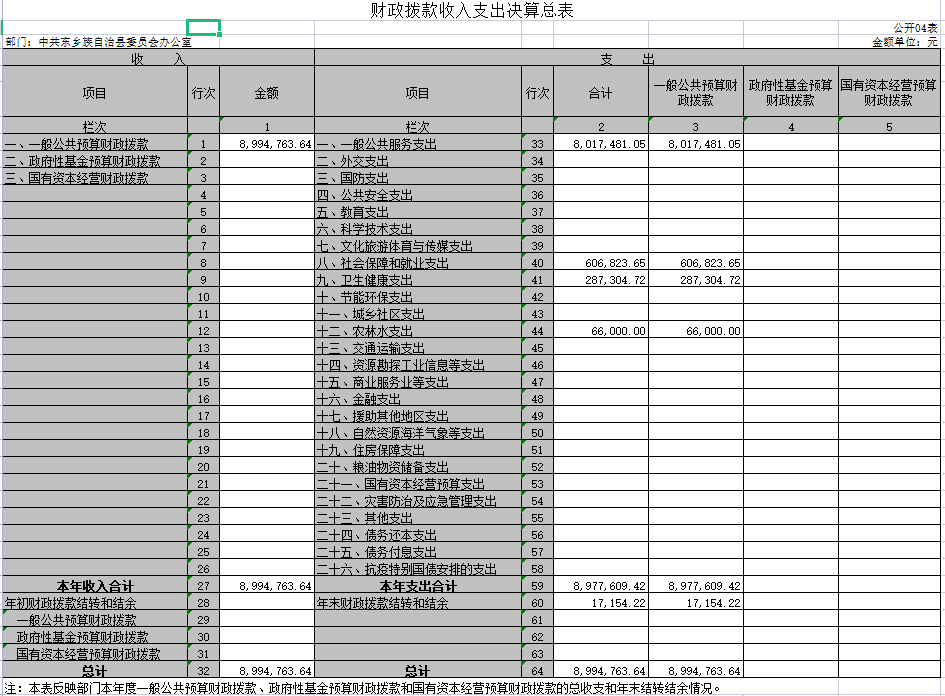 财政拨款收入支出决算总表
公开04表
部门：中共东乡族自治县委员会办公室 金额单位：元
收 入 支 出
项目 行次 金额 项目 行次 合计 一般公共预算财政拨款 政府性基金预算财政拨款 国有资本经营预算财政拨款
栏次 1 栏次 2 3 4 5
一、一般公共预算财政拨款 1 8,994,763.64 一、一般公共服务支出 33 8,017,481.05 8,017,481.05
二、政府性基金预算财政拨款 2 二、外交支出 34
三、国有资本经营财政拨款 3 三、国防支出 35
4 四、公共安全支出 36
5 五、教育支出 37
6 六、科学技术支出 38
7 七、文化旅游体育与传媒支出 39
8 八、社会保障和就业支出 40 606,823.65 606,823.65
9 九、卫生健康支出 41 287,304.72 287,304.72
10 十、节能环保支出 42
11 十一、城乡社区支出 43
12 十二、农林水支出 44 66,000.00 66,000.00
13 十三、交通运输支出 45
14 十四、资源勘探工业信息等支出 46
15 十五、商业服务业等支出 47
16 十六、金融支出 48
17 十七、援助其他地区支出 49
18 十八、自然资源海洋气象等支出 50
19 十九、住房保障支出 51
20 二十、粮油物资储备支出 52
21 二十一、国有资本经营预算支出 53
22 二十二、灾害防治及应急管理支出 54
23 二十三、其他支出 55
24 二十四、债务还本支出 56
25 二十五、债务付息支出 57
26 二十六、抗疫特别国债安排的支出 58
本年收入合计 27 8,994,763.64 本年支出合计 59 8,977,609.42 8,977,609.42
年初财政拨款结转和结余 28 年末财政拨款结转和结余 60 17,154.22 17,154.22
一般公共预算财政拨款 29 61
政府性基金预算财政拨款 30 62
国有资本经营预算财政拨款 31 63
总计 32 8,994,763.64 总计 64 8,994,763.64 8,994,763.64
注：本表反映部门本年度一般公共预算财政拨款、政府性基金预算财政拨款和国有资本经营预算财政拨款的总收支和年末结转结余情况。